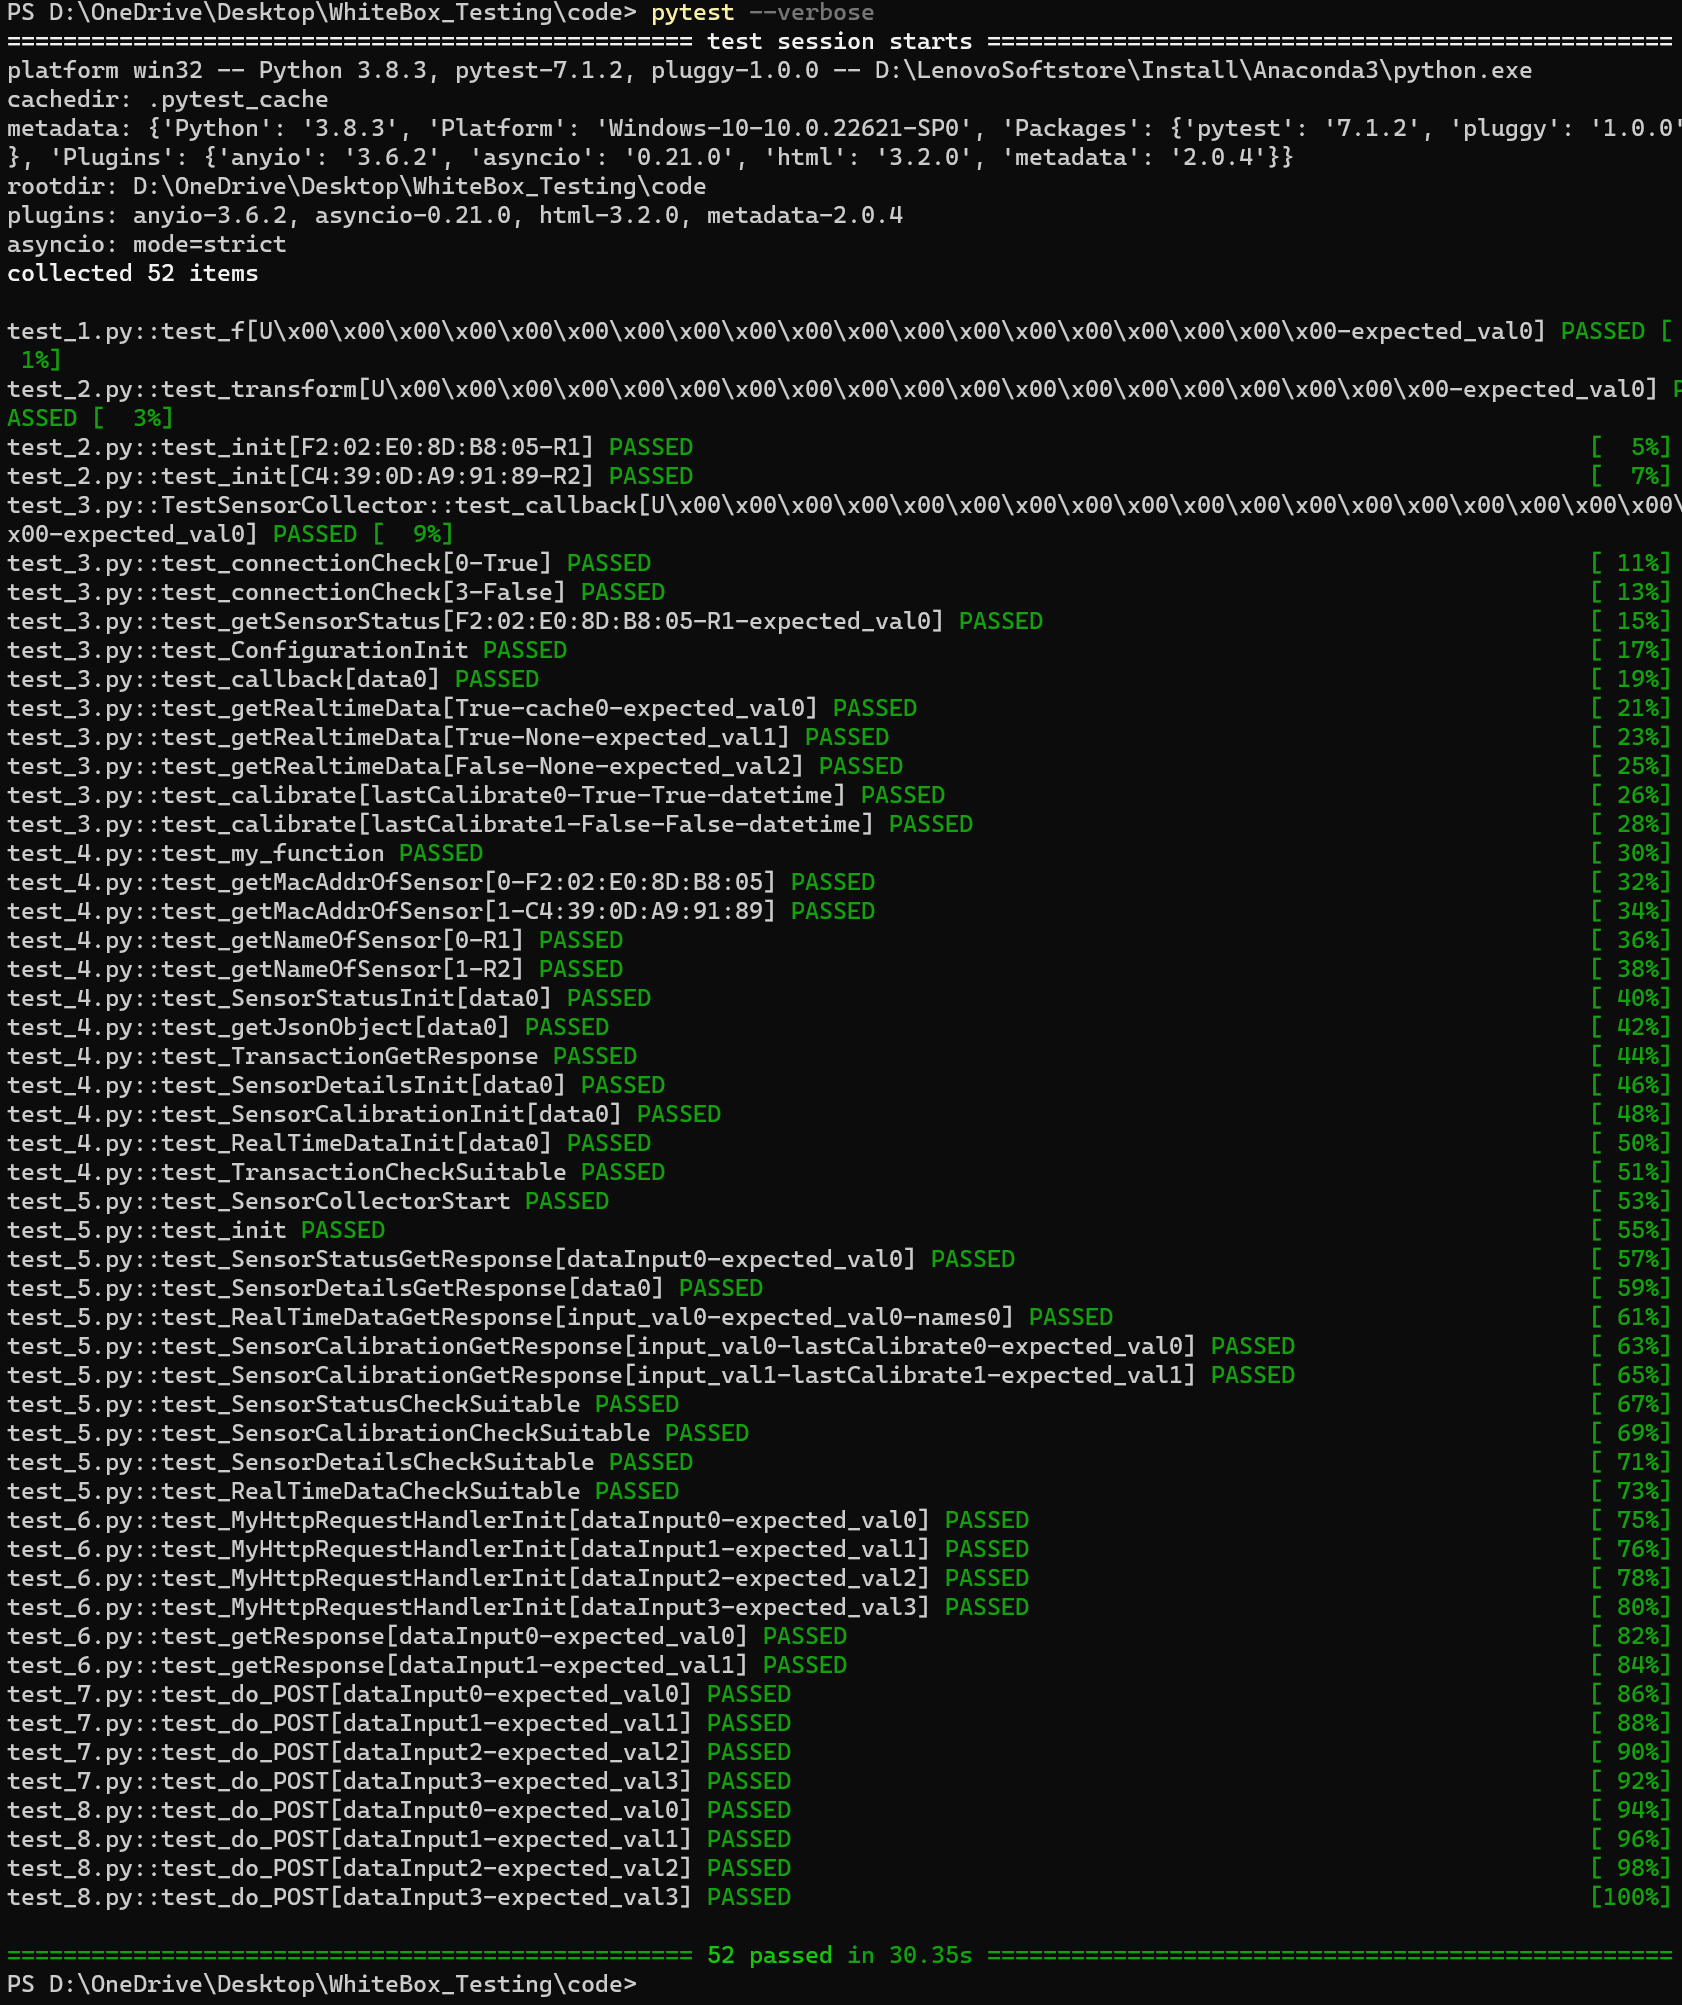 PS D:\OneDrive\Desktop\WhiteBox_Testing\code> pytest --verbose
================================================= test session starts =================================================
platform win32 -- Python 3.8.3, pytest-7.1.2, pluggy-1.0.0 -- D:\LenovoSoftstore\Install\Anaconda3\python.exe
cachedir: .pytest_cache
metadata: {'Python': '3.8.3', 'Platform': 'Windows-10-10.0.22621-SP0', 'Packages': {'pytest': '7.1.2', 'pluggy': '1.0.0'
}, 'Plugins': {'anyio': '3.6.2', 'asyncio': '0.21.0', 'html': '3.2.0', 'metadata': '2.0.4'}}
rootdir: D:\OneDrive\Desktop\WhiteBox_Testing\code
plugins: anyio-3.6.2, asyncio-0.21.0, html-3.2.0, metadata-2.0.4
asyncio: mode=strict
collected 52 items
test_1.py::test_f[U\x00\x00\x00\x00\x00\x00\x00\x00\x00\x00\x00\x00\x00\x00\x00\x00\x00\x00\x00-expected_val0] PASSED [
 1%]
test_2.py::test_transform[U\x00\x00\x00\x00\x00\x00\x00\x00\x00\x00\x00\x00\x00\x00\x00\x00\x00\x00\x00-expected_val0] P
ASSED [  3%]
test_2.py::test_init[F2:02:E0:8D:B8:05-R1] PASSED [  5%]
test_2.py::test_init[C4:39:0D:A9:91:89-R2] PASSED [  7%]
test_3.py::TestSensorCollector::test_callback[U\x00\x00\x00\x00\x00\x00\x00\x00\x00\x00\x00\x00\x00\x00\x00\x00\x00\x00\
x00-expected_val0] PASSED [  9%]
test_3.py::test_connectionCheck[0-True] PASSED [ 11%]
test_3.py::test_connectionCheck[3-False] PASSED [ 13%]
test_3.py::test_getSensorStatus[F2:02:E0:8D:B8:05-R1-expected_val0] PASSED [ 15%]
test_3.py::test_ConfigurationInit PASSED [ 17%]
test_3.py::test_callback[data0] PASSED [ 19%]
test_3.py::test_getRealtimeData[True-cache0-expected_val0] PASSED [ 21%]
test_3.py::test_getRealtimeData[True-None-expected_val1] PASSED [ 23%]
test_3.py::test_getRealtimeData[False-None-expected_val2] PASSED [ 25%]
test_3.py::test_calibrate[lastCalibrate0-True-True-datetime] PASSED [ 26%]
test_3.py::test_calibrate[lastCalibrate1-False-False-datetime] PASSED [ 28%]
test_4.py::test_my_function PASSED [ 30%]
test_4.py::test_getMacAddrOfSensor[0-F2:02:E0:8D:B8:05] PASSED [ 32%]
test_4.py::test_getMacAddrOfSensor[1-C4:39:0D:A9:91:89] PASSED [ 34%]
test_4.py::test_getNameOfSensor[0-R1] PASSED [ 36%]
test_4.py::test_getNameOfSensor[1-R2] PASSED [ 38%]
test_4.py::test_SensorStatusInit[data0] PASSED [ 40%]
test_4.py::test_getJsonObject[data0] PASSED [ 42%]
test_4.py::test_TransactionGetResponse PASSED [ 44%]
test_4.py::test_SensorDetailsInit[data0] PASSED [ 46%]
test_4.py::test_SensorCalibrationInit[data0] PASSED [ 48%]
test_4.py::test_RealTimeDataInit[data0] PASSED [ 50%]
test_4.py::test_TransactionCheckSuitable PASSED [ 51%]
test_5.py::test_SensorCollectorStart PASSED [ 53%]
test_5.py::test_init PASSED [ 55%]
test_5.py::test_SensorStatusGetResponse[dataInput0-expected_val0] PASSED [ 57%]
test_5.py::test_SensorDetailsGetResponse[data0] PASSED [ 59%]
test_5.py::test_RealTimeDataGetResponse[input_val0-expected_val0-names0] PASSED [ 61%]
test_5.py::test_SensorCalibrationGetResponse[input_val0-lastCalibrate0-expected_val0] PASSED [ 63%]
test_5.py::test_SensorCalibrationGetResponse[input_val1-lastCalibrate1-expected_val1] PASSED [ 65%]
test_5.py::test_SensorStatusCheckSuitable PASSED [ 67%]
test_5.py::test_SensorCalibrationCheckSuitable PASSED [ 69%]
test_5.py::test_SensorDetailsCheckSuitable PASSED [ 71%]
test_5.py::test_RealTimeDataCheckSuitable PASSED [ 73%]
test_6.py::test_MyHttpRequestHandlerInit[dataInput0-expected_val0] PASSED [ 75%]
test_6.py::test_MyHttpRequestHandlerInit[dataInput1-expected_val1] PASSED [ 76%]
test_6.py::test_MyHttpRequestHandlerInit[dataInput2-expected_val2] PASSED [ 78%]
test_6.py::test_MyHttpRequestHandlerInit[dataInput3-expected_val3] PASSED [ 80%]
test_6.py::test_getResponse[dataInput0-expected_val0] PASSED [ 82%]
test_6.py::test_getResponse[dataInput1-expected_val1] PASSED [ 84%]
test_7.py::test_do_POST[dataInput0-expected_val0] PASSED [ 86%]
test_7.py::test_do_POST[dataInput1-expected_val1] PASSED [ 88%]
test_7.py::test_do_POST[dataInput2-expected_val2] PASSED [ 90%]
test_7.py::test_do_POST[dataInput3-expected_val3] PASSED [ 92%]
test_8.py::test_do_POST[dataInput0-expected_val0] PASSED [ 94%]
test_8.py::test_do_POST[dataInput1-expected_val1] PASSED [ 96%]
test_8.py::test_do_POST[dataInput2-expected_val2] PASSED [ 98%]
test_8.py::test_do_POST[dataInput3-expected_val3] PASSED [100%]
================================================= 52 passed in 30.35s =================================================
PS D:\OneDrive\Desktop\WhiteBox_Testing\code>